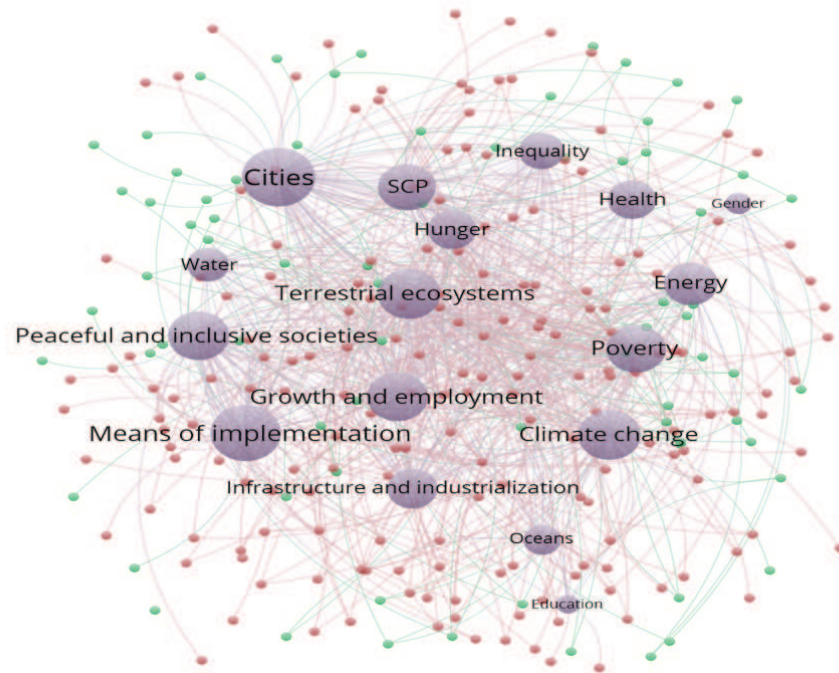 Inequality
Cities
SCP
Health
Gender
Hunger
Water
Energy
Terrestrial ecosystems
Peaceful and inclusive societies
Poverty
Growth and employment
Means of implementation
Climate change
Infrastructure and industrialization
Oceans
Education